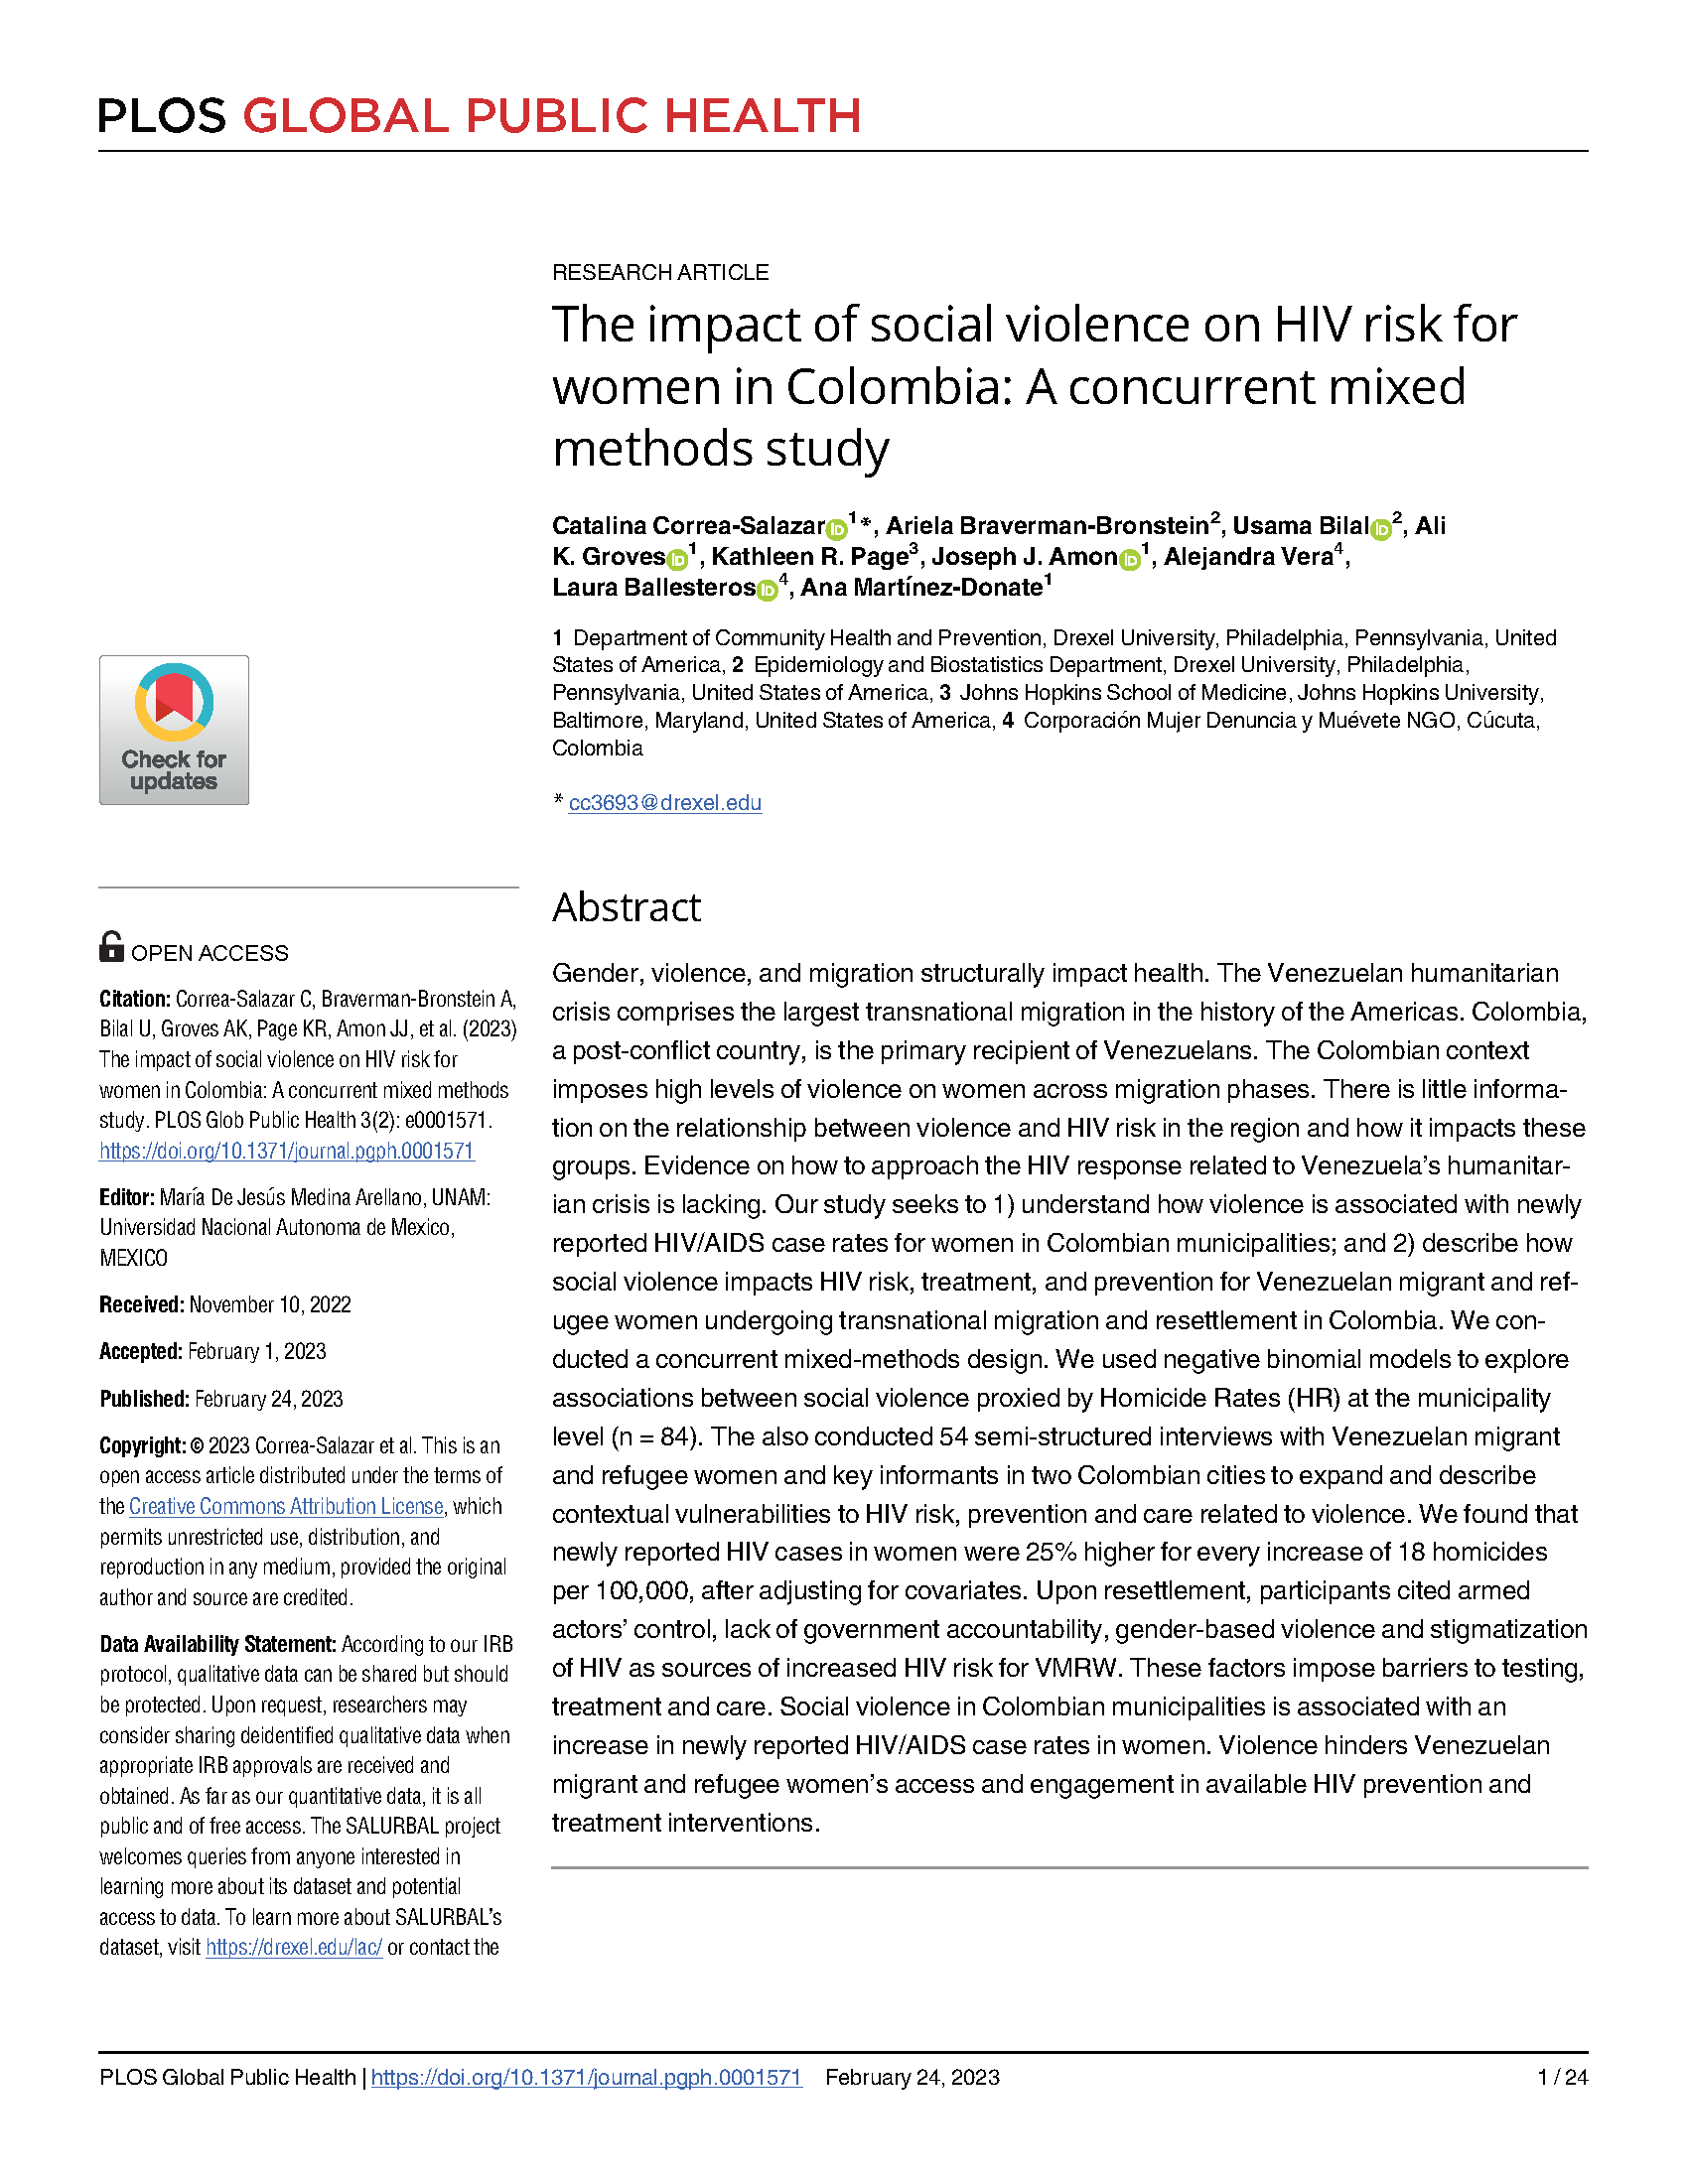 PLOS GLOBAL PUBLIC HEALTH
RESEARCH ARTICLE
The impact of social violence on HIV risk for
women in Colombia: A concurrent mixed
methods study
Catalina Correa-Salazar iD 1*, Ariela Braverman-Bronstein2, Usama Bilal iD 2, Ali
K. Groves iD 1, Kathleen R. Page3, Joseph J. Amon iD 1, Alejandra Vera4,
Laura Ballesteros iD 4, Ana Martínez-Donate1
1 Department of Community Health and Prevention, Drexel University, Philadelphia, Pennsylvania, United
States of America, 2 Epidemiology and Biostatistics Department, Drexel University, Philadelphia,
Pennsylvania, United States of America, 3 Johns Hopkins School of Medicine, Johns Hopkins University,
Baltimore, Maryland, United States of America, 4 Corporación Mujer Denuncia y Muévete NGO, Cúcuta,
Colombia
* cc3693@drexel.edu
Check for
updates
OPEN ACCESS
Citation: Correa-Salazar C, Braverman-Bronstein A,
Bilal U, Groves AK, Page KR, Amon JJ, et al. (2023)
The impact of social violence on HIV risk for
women in Colombia: A concurrent mixed methods
study. PLOS Glob Public Health 3(2): e0001571.
https://doi.org/10.1371/journal.pgph.0001571
Editor: María De Jesús Medina Arellano, UNAM:
Universidad Nacional Autonoma de Mexico,
MEXICO
Received: November 10, 2022
Accepted: February 1, 2023
Published: February 24, 2023
Copyright: © 2023 Correa-Salazar et al. This is an
open access article distributed under the terms of
the Creative Commons Attribution License, which
permits unrestricted use, distribution, and
reproduction in any medium, provided the original
author and source are credited.
Data Availability Statement: According to our IRB
protocol, qualitative data can be shared but should
be protected. Upon request, researchers may
consider sharing deidentified qualitative data when
appropriate IRB approvals are received and
obtained. As far as our quantitative data, it is all
public and of free access. The SALURBAL project
welcomes queries from anyone interested in
learning more about its dataset and potential
access to data. To learn more about SALURBAL's
dataset, visit https://drexel.edu/lac/ or contact the
Abstract
Gender, violence, and migration structurally impact health. The Venezuelan humanitarian
crisis comprises the largest transnational migration in the history of the Americas. Colombia,
a post-conflict country, is the primary recipient of Venezuelans. The Colombian context
imposes high levels of violence on women across migration phases. There is little informa-
tion on the relationship between violence and HIV risk in the region and how it impacts these
groups. Evidence on how to approach the HIV response related to Venezuela's humanitar-
ian crisis is lacking. Our study seeks to 1) understand how violence is associated with newly
reported HIV/AIDS case rates for women in Colombian municipalities; and 2) describe how
social violence impacts HIV risk, treatment, and prevention for Venezuelan migrant and ref-
ugee women undergoing transnational migration and resettlement in Colombia. We con-
ducted a concurrent mixed-methods design. We used negative binomial models to explore
associations between social violence proxied by Homicide Rates (HR) at the municipality
level (n = 84). The also conducted 54 semi-structured interviews with Venezuelan migrant
and refugee women and key informants in two Colombian cities to expand and describe
contextual vulnerabilities to HIV risk, prevention and care related to violence. We found that
newly reported HIV cases in women were 25% higher for every increase of 18 homicides
per 100,000, after adjusting for covariates. Upon resettlement, participants cited armed
actors' control, lack of government accountability, gender-based violence and stigmatization
of HIV as sources of increased HIV risk for VMRW. These factors impose barriers to testing,
treatment and care. Social violence in Colombian municipalities is associated with an
increase in newly reported HIV/AIDS case rates in women. Violence hinders Venezuelan
migrant and refugee women's access and engagement in available HIV prevention and
treatment interventions.
PLOS Global Public Health | https://doi.org/10.1371/journal.pgph.0001571 February 24, 2023
1 / 24